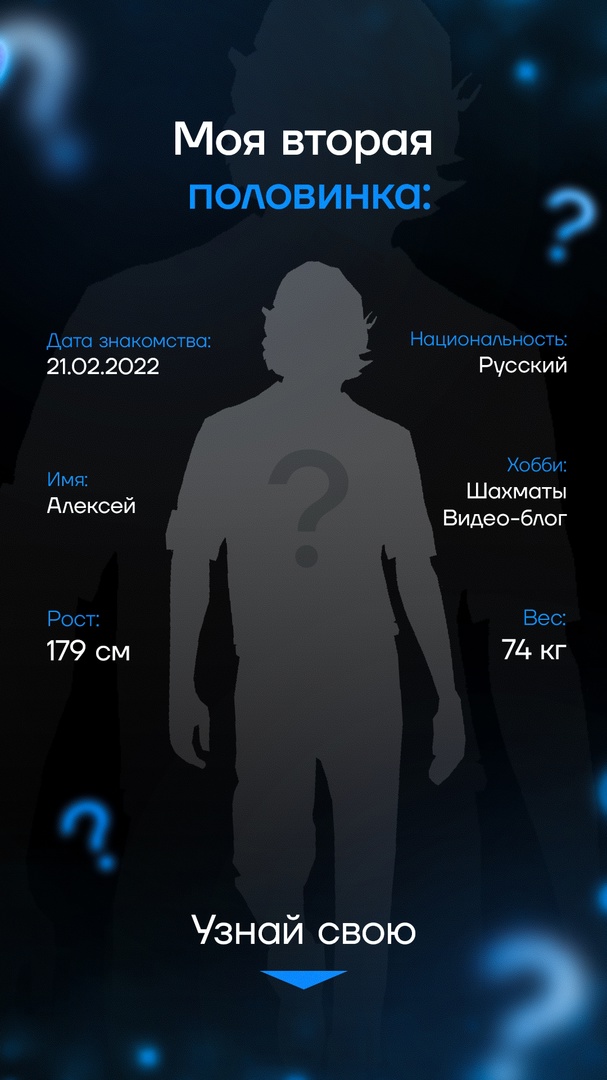 Моя вторая
половинка:
Дата знакомства:
21.02.2022
Национальность:
Русский
Имя:
Алексей
Хобби:
Шахматы
Видео-блог
Рост:
179 см
Вес:
74 кг
?
Узнай свою